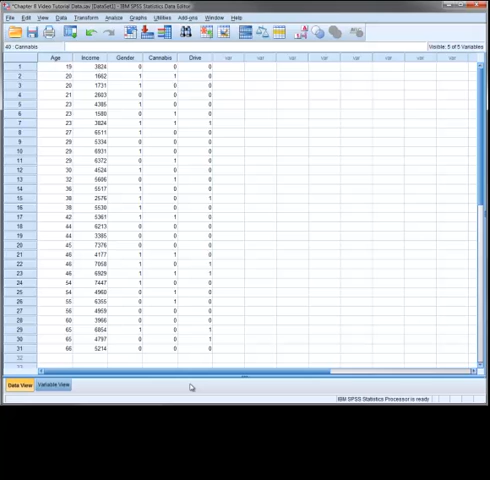 *Chapter 8 Video Tutorial Data.sav [DataSet1] - IBM SPSS Statistics Data Editor
File Edit View Data Transform Analyze Graphs Utilities Add-ons Window Help
40 : Cannabis Visible: 5 of 5 Variables
Age Income Gender Cannabis Drive var var var var var var var
1 19 3824 0 0 0
2 20 1662 1 1 0
3 20 1731 0 0 0
4 21 2603 0 0 0
5 23 4385 0 1 0
6 23 1580 0 1 0
7 23 3824 1 1 1
8 27 6511 1 0 0
9 29 5334 0 0 0
10 29 6931 1 0 0
11 29 6372 0 1 0
12 30 4524 1 0 0
13 32 5606 0 1 0
14 36 5517 1 0 0
15 38 2576 1 0 1
16 38 5530 0 0 0
17 42 5361 1 1 0
18 44 6213 0 0 0
19 44 3385 0 0 0
20 45 7376 0 0 0
21 46 4177 1 1 0
22 46 7058 1 0 1
23 46 6929 1 1 1
24 54 7447 1 0 0
25 54 4960 0 1 0
26 55 6355 0 1 0
27 56 4959 0 0 0
28 60 3966 0 0 0
29 65 6854 1 0 1
30 65 4797 1 0 1
31 66 5214 0 0 0
32
33
Data View Variable View
IBM SPSS Statistics Processor is ready